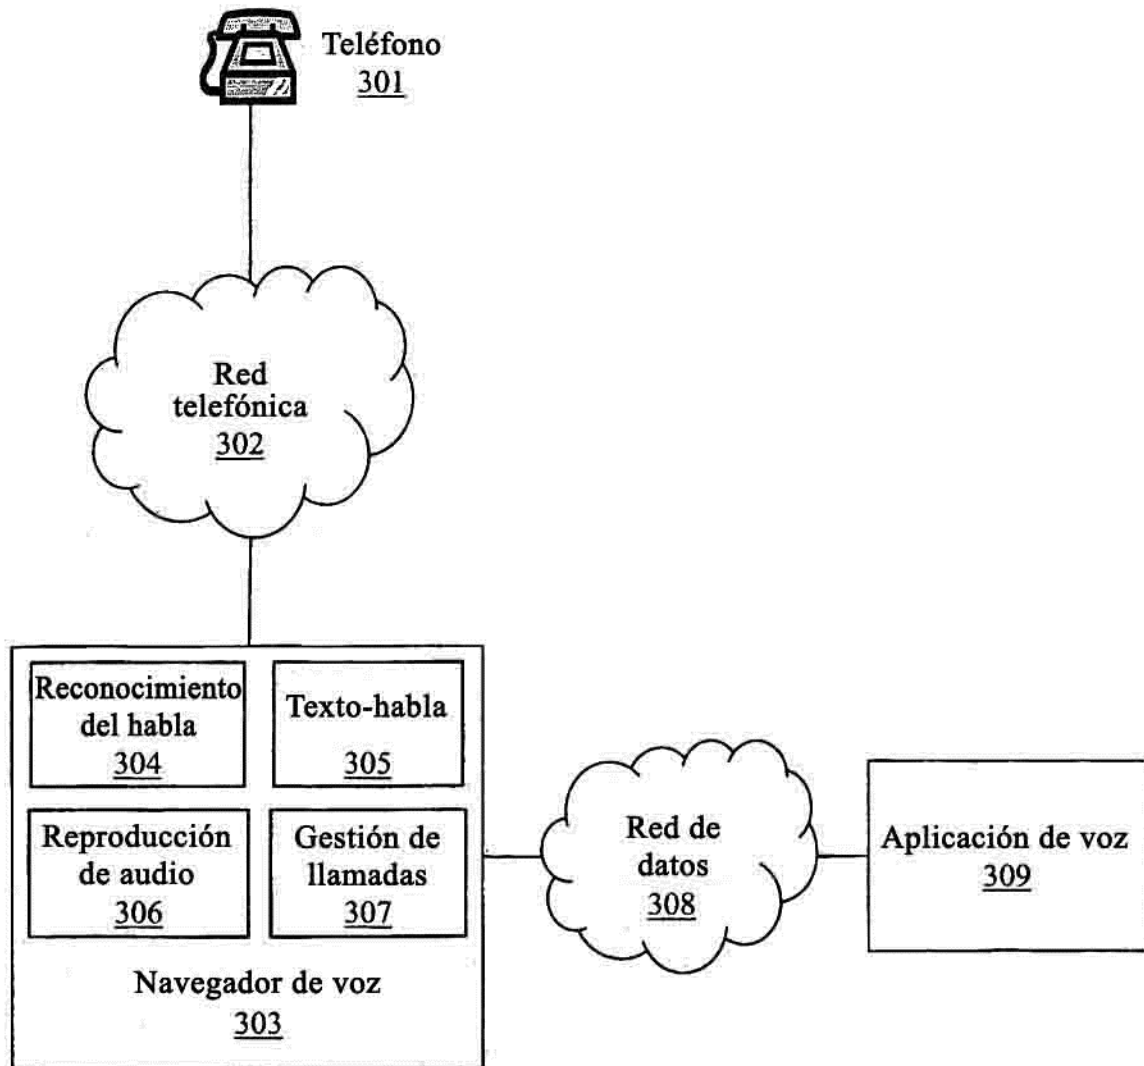 Teléfono
301
Red
telefónica
302
Reconocimiento
del habla
304
Texto-habla
305
Reproducción
de audio
306
Gestión de
llamadas
307
Navegador de voz
303
Red de
datos
308
Aplicación de voz
309